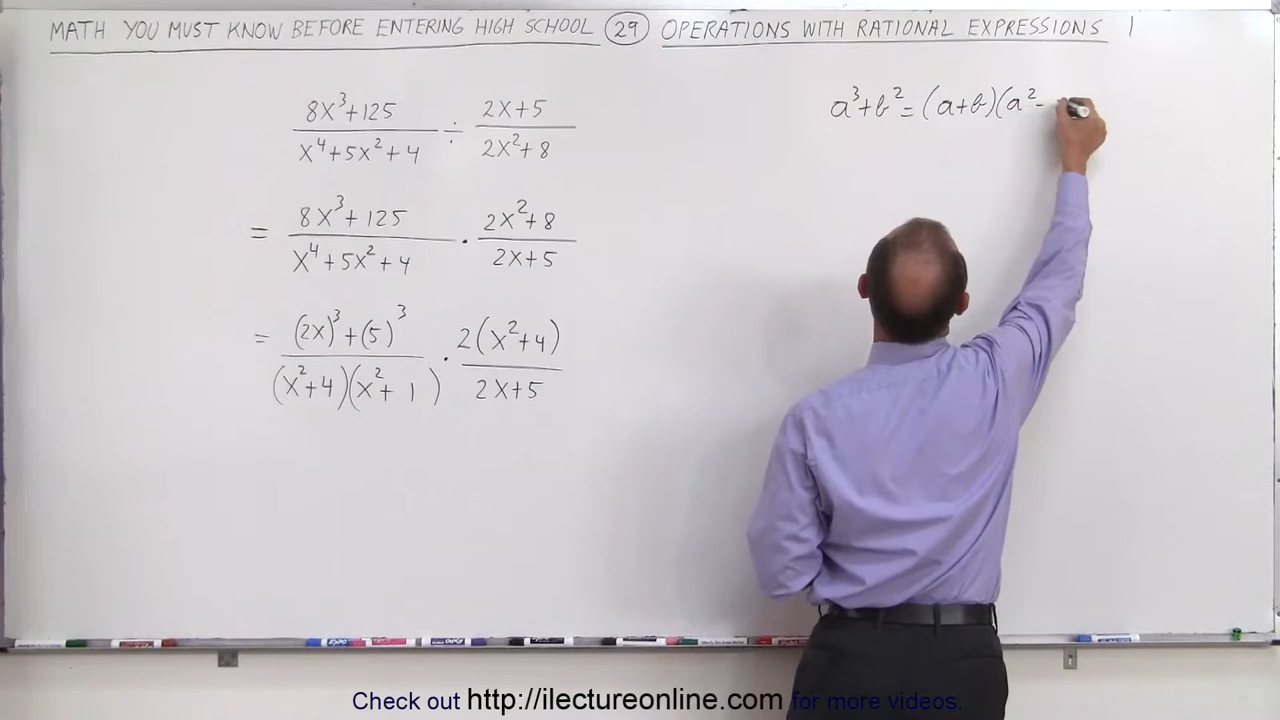 MATH YOU MUST KNOW BEFORE ENTERING HIGH SCHOOL 29 OPERATIONS WITH RATIONAL EXPRESSIONS 1
8x³+125 / x⁴+5x²+4 ÷ 2x+5 / 2x²+8
= 8x³+125 / x⁴+5x²+4 · 2x²+8 / 2x+5
= (2x)³+(5)³ / (x²+4)(x²+1) · 2(x²+4) / 2x+5
a³+b²=(a+b)(a²-
EXPO
Check out http://ilectureonline.com for more videos.